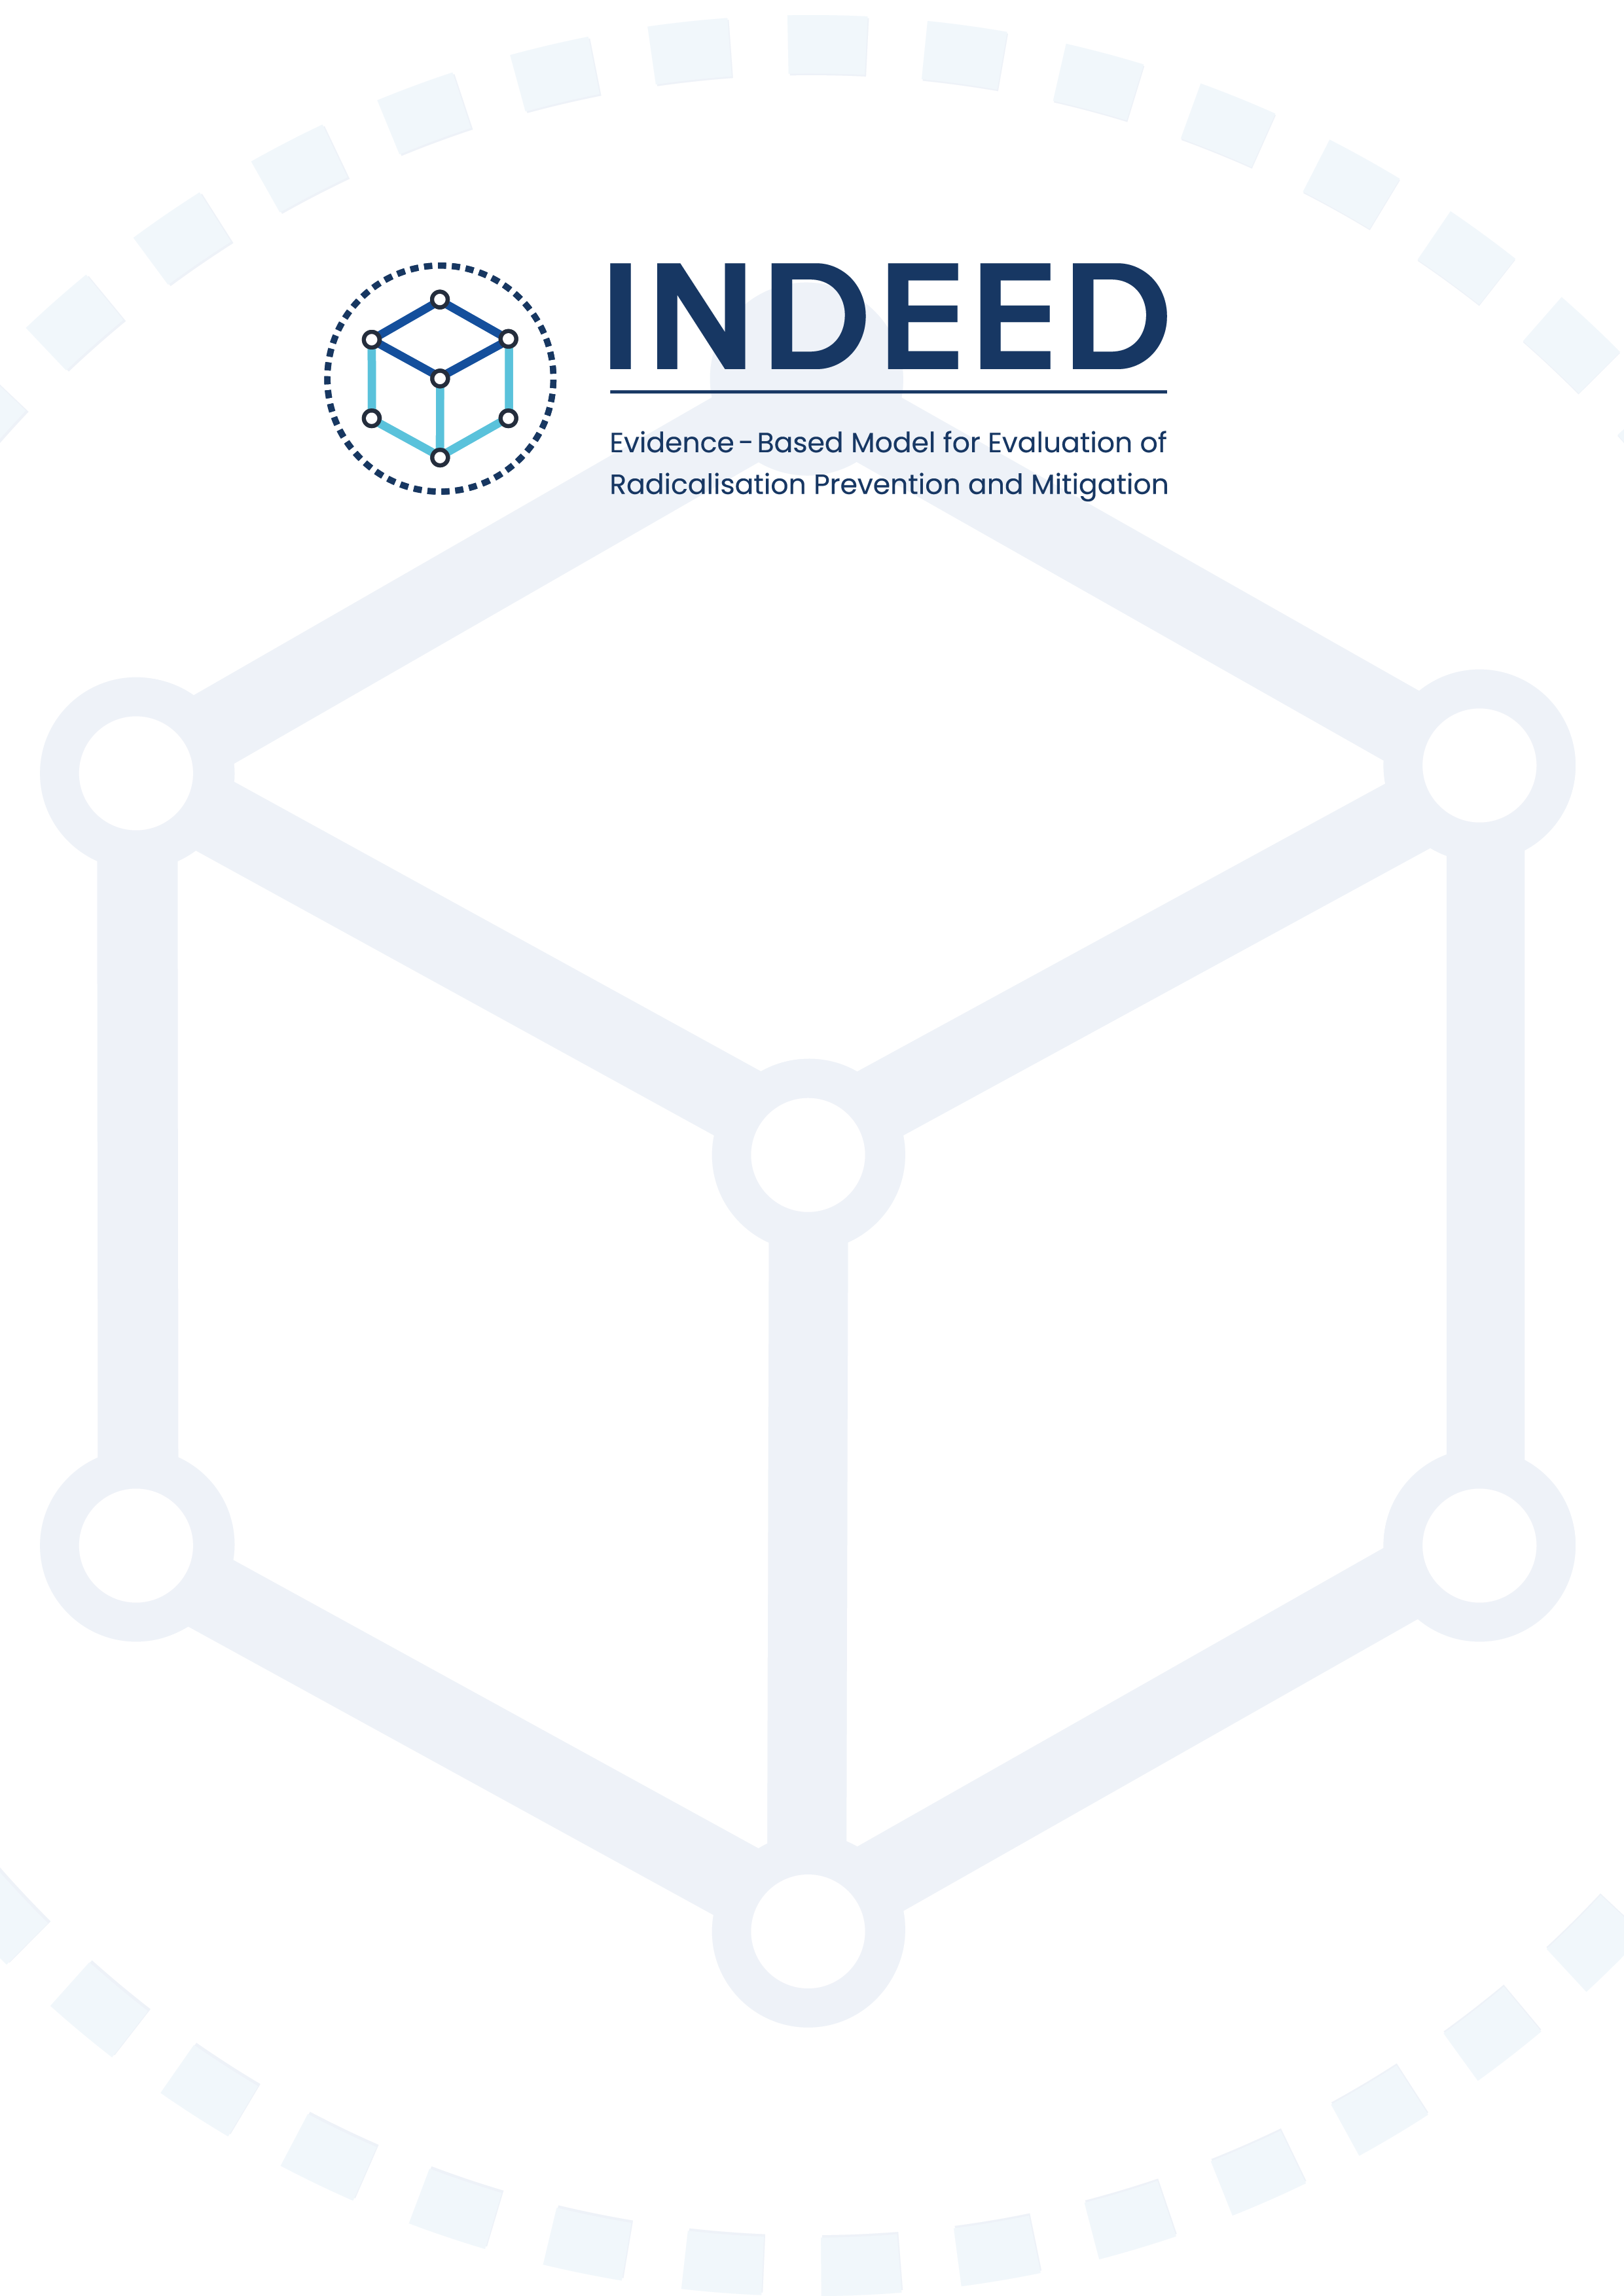 INDEED
Evidence-Based Model for Evaluation of
Radicalisation Prevention and Mitigation